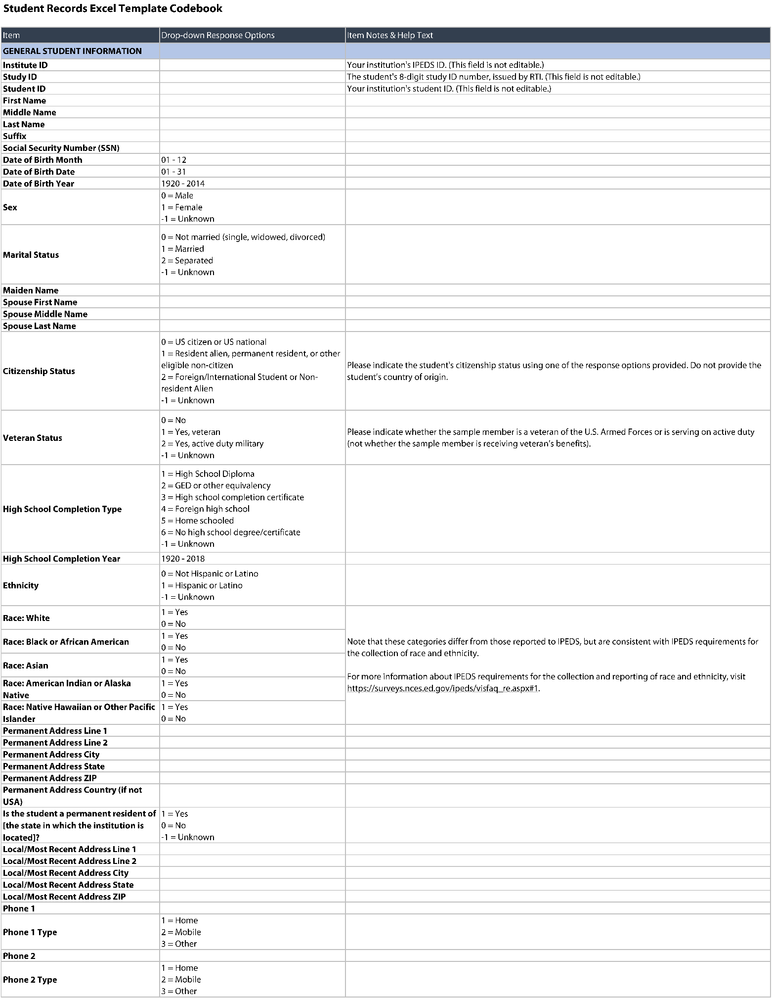 Student Records Excel Template Codebook
Item Drop-down Response Options Item Notes & Help Text
GENERAL STUDENT INFORMATION
Institute ID Your institution's IPEDS ID. (This field is not editable.)
Study ID The student's 8-digit study ID number, issued by RTI. (This field is not editable.)
Student ID Your institution's student ID. (This field is not editable.)
First Name
Middle Name
Last Name
Suffix
Social Security Number (SSN)
Date of Birth Month 01 - 12
Date of Birth Date 01 - 31
Date of Birth Year 1920 - 2014
Sex
0 = Male
1 = Female
-1 = Unknown
Marital Status
0 = Not married (single, widowed, divorced)
1 = Married
2 = Separated
-1 = Unknown
Maiden Name
Spouse First Name
Spouse Middle Name
Spouse Last Name
Citizenship Status
0 = US citizen or US national
1 = Resident alien, permanent resident, or other
eligible non-citizen
2 = Foreign/International Student or Non-
resident Alien
-1 = Unknown
Please indicate the student's citizenship status using one of the response options provided. Do not provide the
student's country of origin.
Veteran Status
0 = No
1 = Yes, veteran
2 = Yes, active duty military
-1 = Unknown
Please indicate whether the sample member is a veteran of the U.S. Armed Forces or is serving on active duty
(not whether the sample member is receiving veteran's benefits).
High School Completion Type
1 = High School Diploma
2 = GED or other equivalency
3 = High school completion certificate
4 = Foreign high school
5 = Home schooled
6 = No high school degree/certificate
-1 = Unknown
High School Completion Year 1920 - 2018
Ethnicity
0 = Not Hispanic or Latino
1 = Hispanic or Latino
-1 = Unknown
Race: White
1 = Yes
0 = No
Race: Black or African American
1 = Yes
0 = No
Race: Asian
1 = Yes
0 = No
Race: American Indian or Alaska
Native
1 = Yes
0 = No
Race: Native Hawaiian or Other Pacific
Islander
1 = Yes
0 = No
Note that these categories differ from those reported to IPEDS, but are consistent with IPEDS requirements for
the collection of race and ethnicity.
For more information about IPEDS requirements for the collection and reporting of race and ethnicity, visit
https://surveys.nces.ed.gov/ipeds/visfaq_re.aspx#1.
Permanent Address Line 1
Permanent Address Line 2
Permanent Address City
Permanent Address State
Permanent Address ZIP
Permanent Address Country (if not
USA)
Is the student a permanent resident of
[the state in which the institution is
located]?
1 = Yes
0 = No
-1 = Unknown
Local/Most Recent Address Line 1
Local/Most Recent Address Line 2
Local/Most Recent Address City
Local/Most Recent Address State
Local/Most Recent Address ZIP
Phone 1
Phone 1 Type
1 = Home
2 = Mobile
3 = Other
Phone 2
Phone 2 Type
1 = Home
2 = Mobile
3 = Other